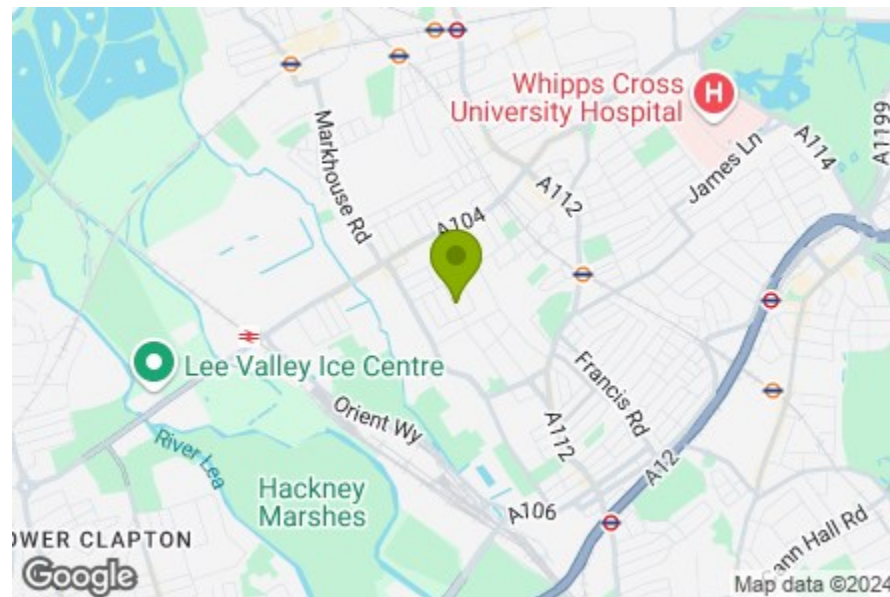 Whipps Cross
University Hospital
H
Markhouse Rd
A104
A112
James Ln
A114
A1199
Lee Valley Ice Centre
Orient Wy
Francis Rd
A112
A12
River Lea
Hackney
Marshes
A106
OWER CLAPTON
ann Hall Rd
Google
Map data ©2024